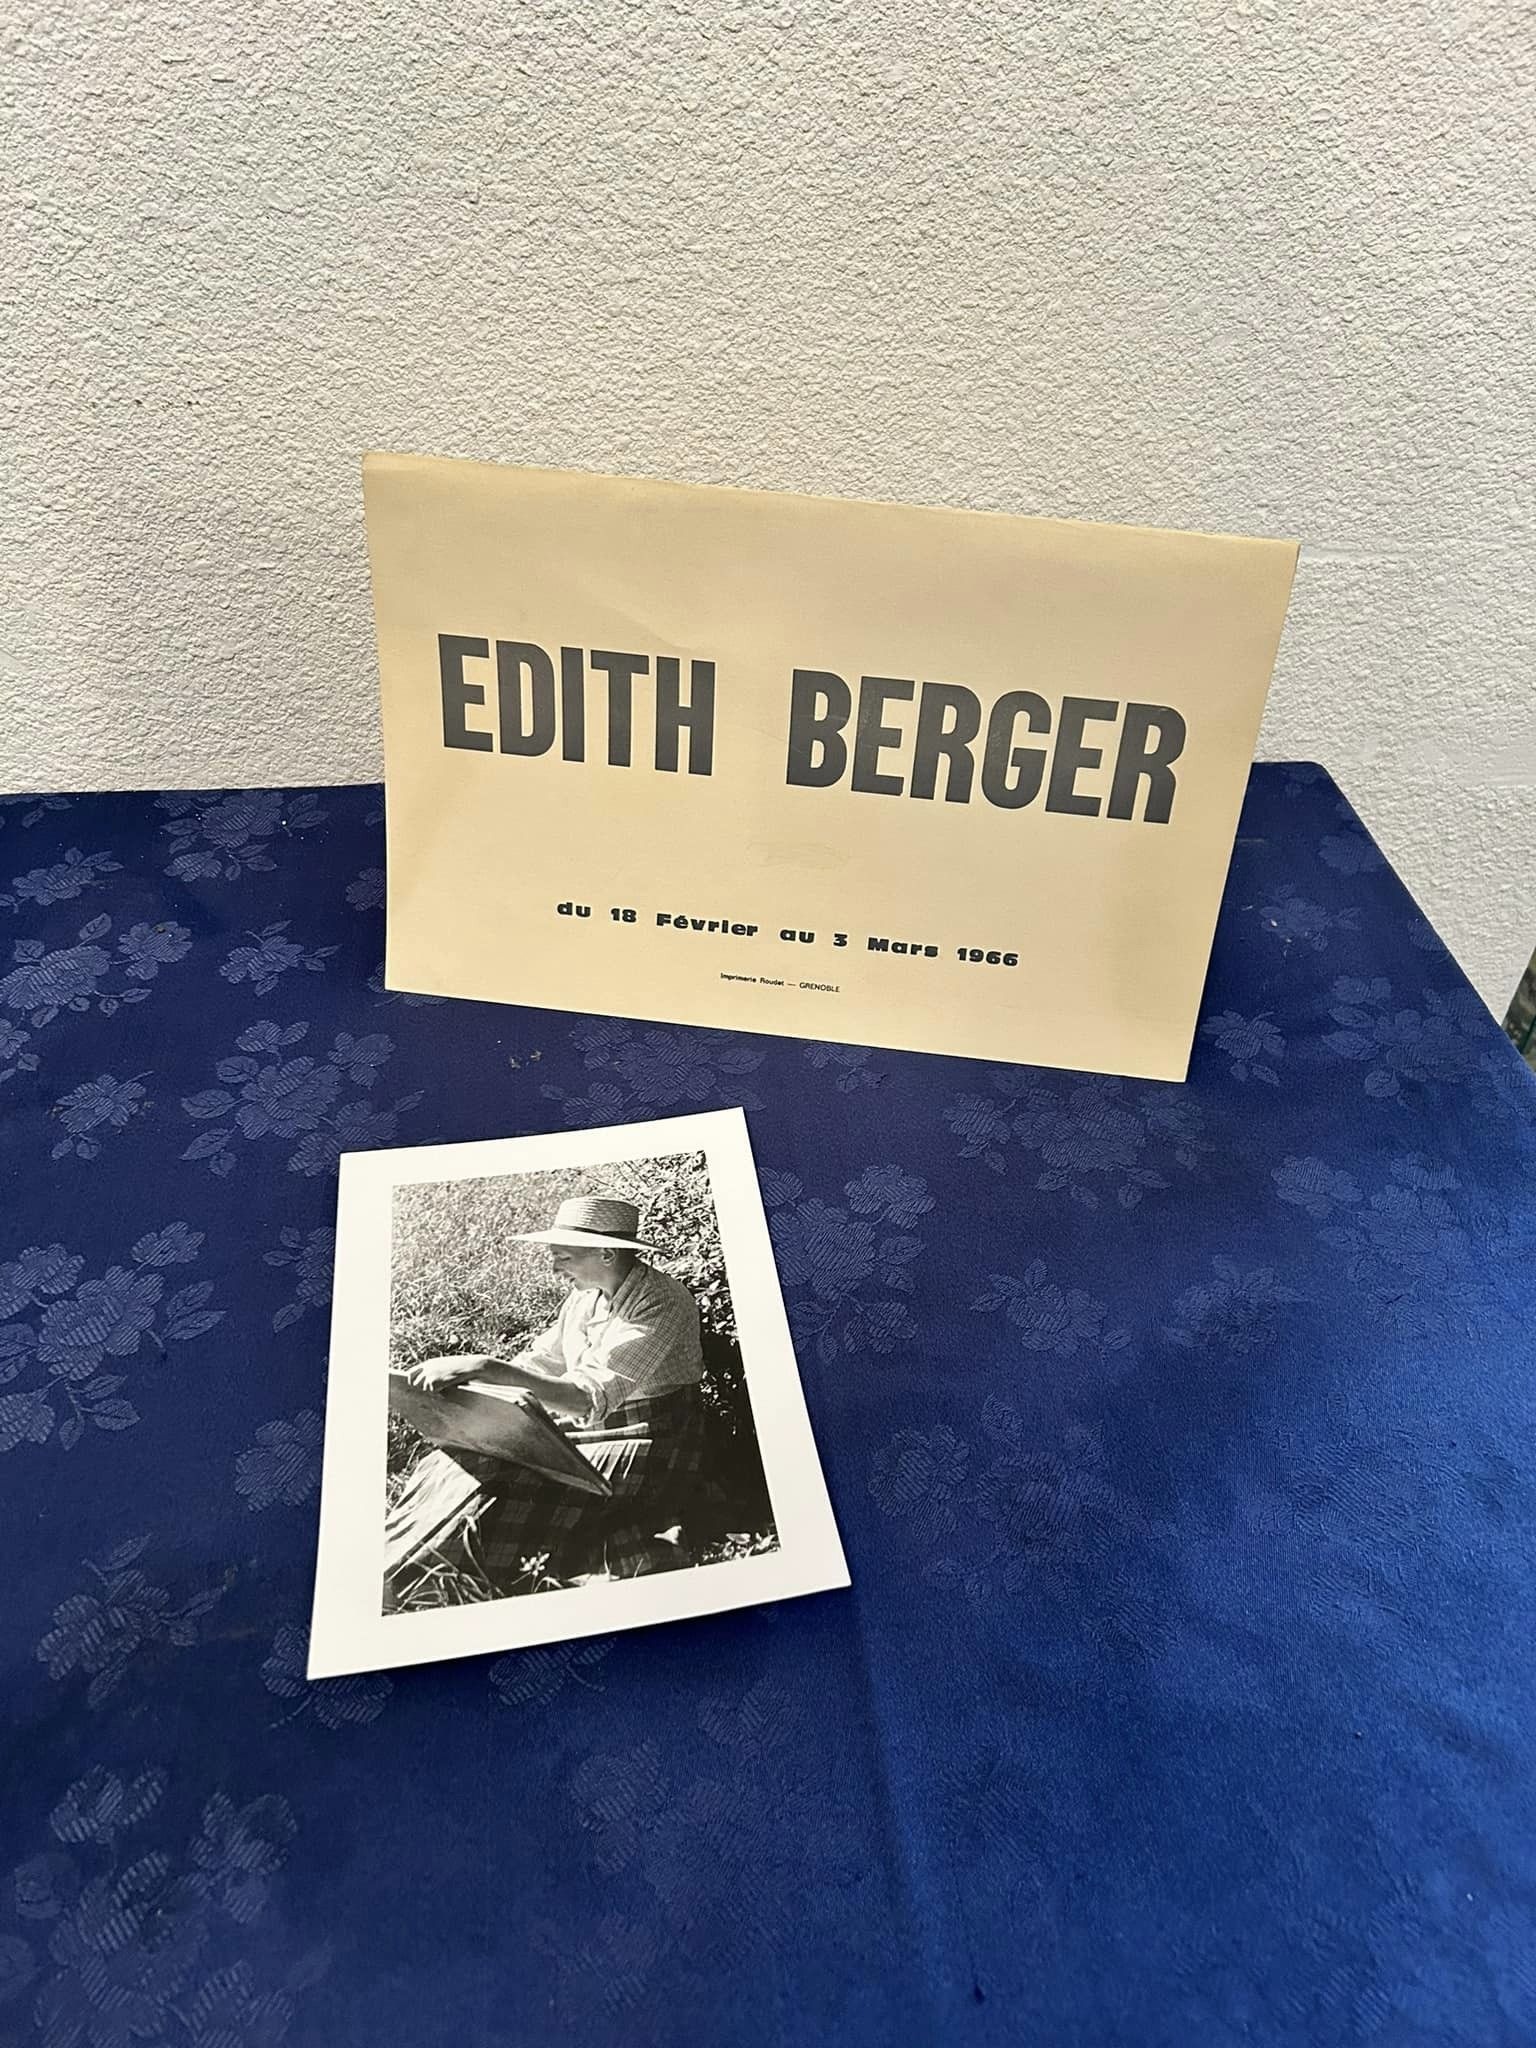 EDITH BERGER
du 18 Février au 3 Mars 1966
Imprimerie Roudet — GRENOBLE